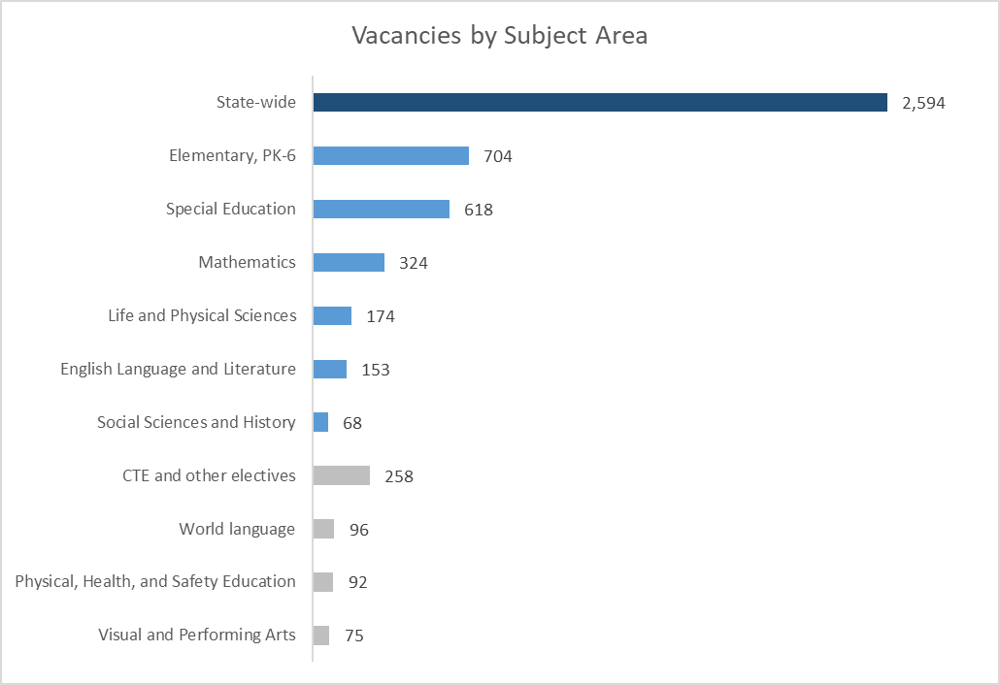 Vacancies by Subject Area
State-wide 2,594
Elementary, PK-6 704
Special Education 618
Mathematics 324
Life and Physical Sciences 174
English Language and Literature 153
Social Sciences and History 68
CTE and other electives 258
World language 96
Physical, Health, and Safety Education 92
Visual and Performing Arts 75